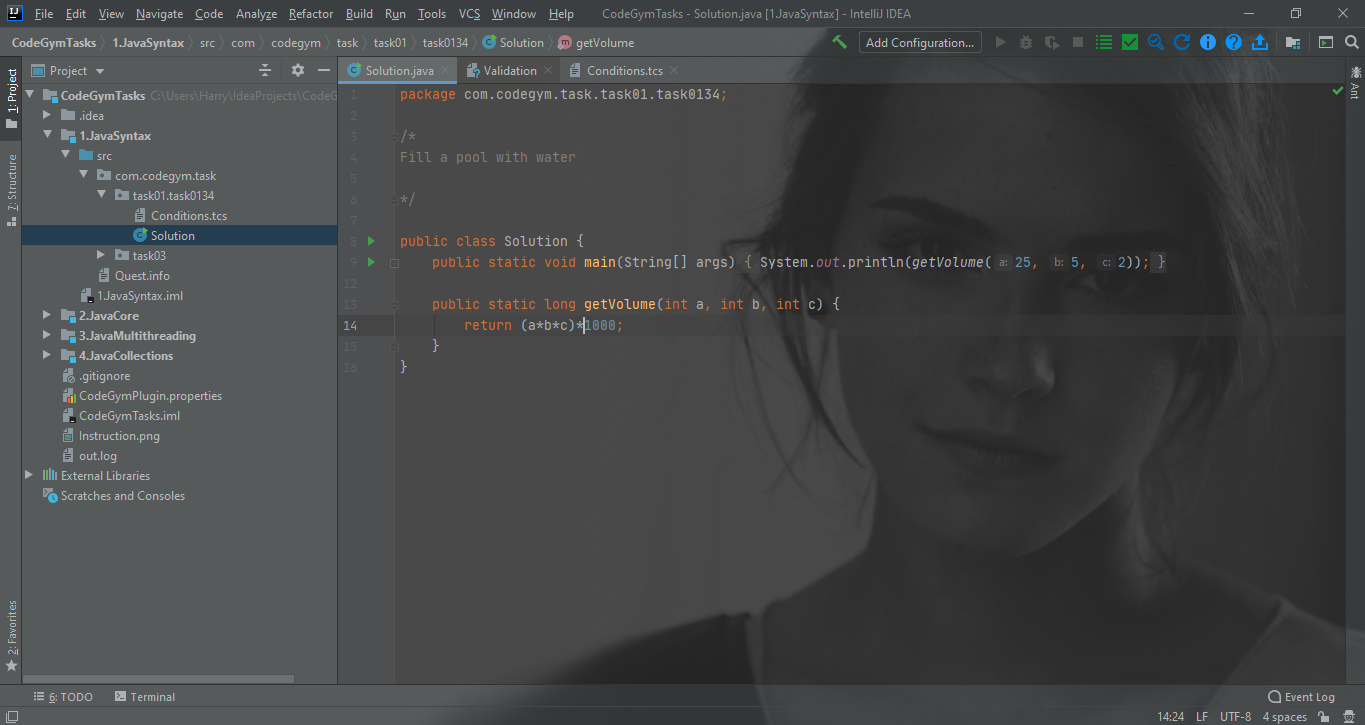 File Edit View Navigate Code Analyze Refactor Build Run Tools VCS Window Help CodeGymTasks - Solution.java [1.JavaSyntax] - IntelliJ IDEA
CodeGymTasks 1.JavaSyntax src com codegym task task01 task0134 Solution getVolume Add Configuration...
1: Project
7: Structure
2: Favorites
Project
CodeGymTasks C:\Users\Harry\IdeaProjects\CodeG
.idea
1.JavaSyntax
src
com.codegym.task
task01.task0134
Conditions.tcs
Solution
task03
Quest.info
1.JavaSyntax.iml
2.JavaCore
3.JavaMultithreading
4.JavaCollections
.gitignore
CodeGymPlugin.properties
CodeGymTasks.iml
Instruction.png
out.log
External Libraries
Scratches and Consoles
Solution.java Validation Conditions.tcs
1 package com.codegym.task.task01.task0134;
2
3 /*
4 Fill a pool with water
5
6 */
7
8 public class Solution {
9 public static void main(String[] args) { System.out.println(getVolume( a: 25, b: 5, c: 2)); }
12
13 public static long getVolume(int a, int b, int c) {
14 return (a*b*c)*1000;
15 }
16 }
Ant
6: TODO Terminal Event Log
14:24 LF UTF-8 4 spaces